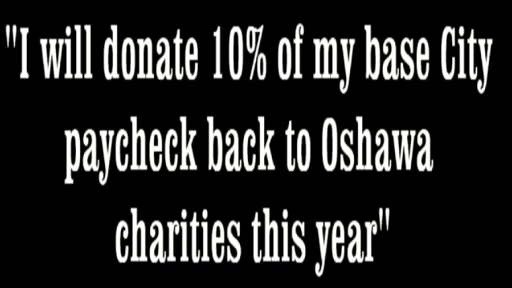 "I will donate 10% of my base City
paycheck back to Oshawa
charities this year"